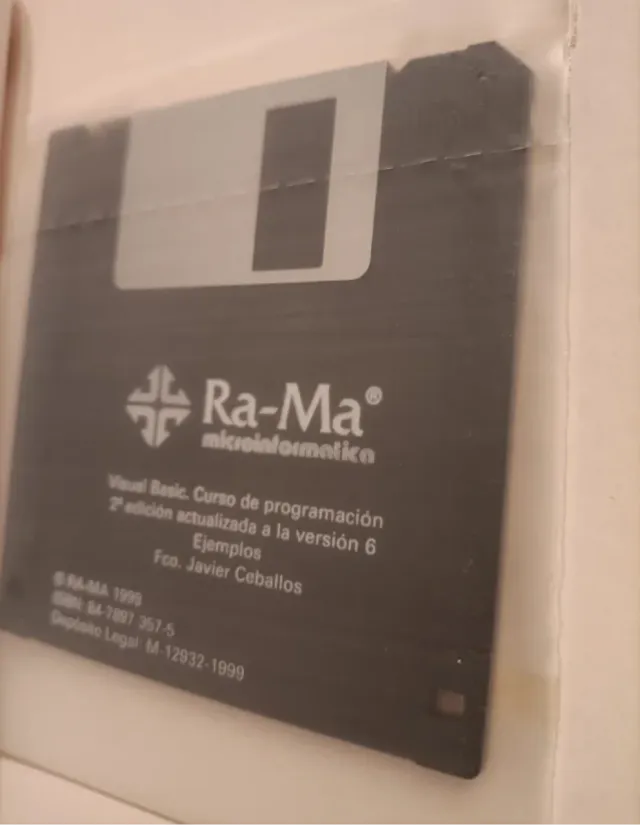 Ra-Ma®
microinformatica
Visual Basic. Curso de programación
2ª edición actualizada a la versión 6
Ejemplos
Fco. Javier Ceballos
© RA-MA 1999
ISBN: 84-7897 357-5
Depósito Legal M-12932-1999